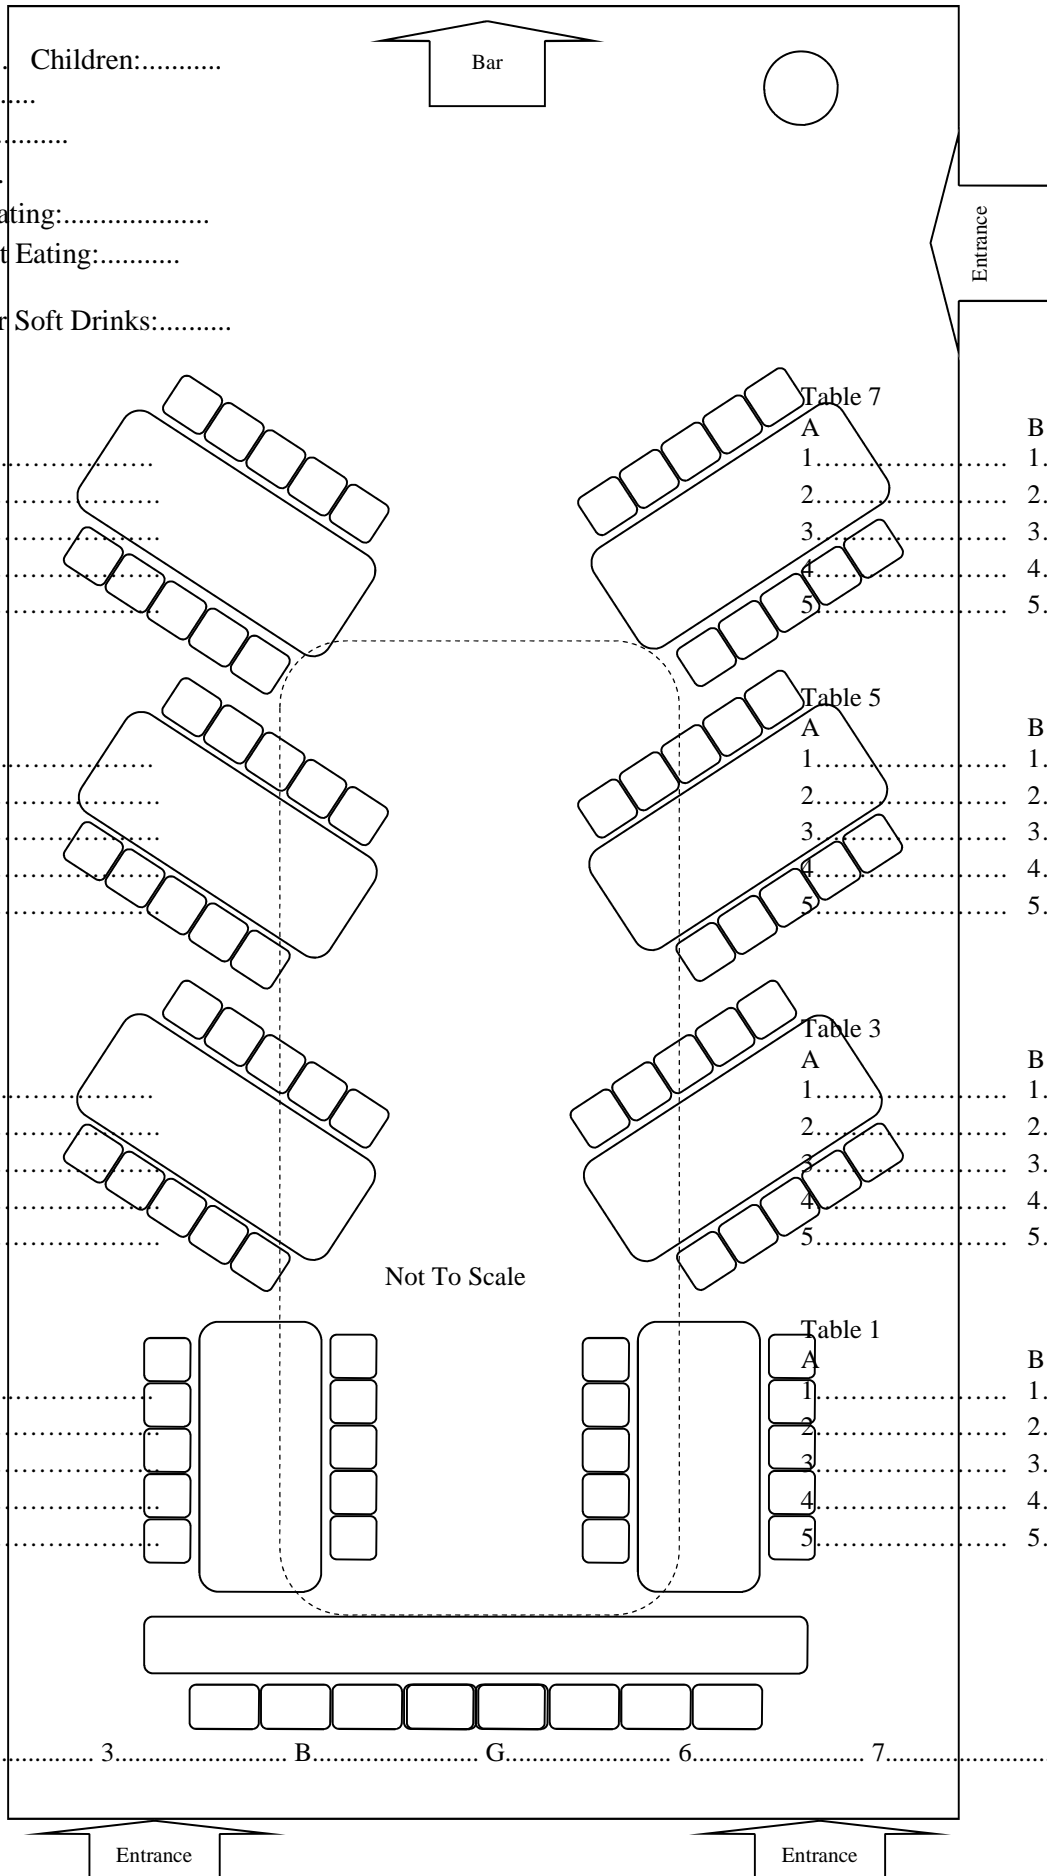 . Children:...........
Bar
.....
...........
.
ating:....................
t Eating:...........
Entrance
r Soft Drinks:..........
Table 7
A B
.................... 1............................ 1.
.................... 2............................ 2.
.................... 3............................ 3.
.................... 4............................ 4.
.................... 5............................ 5.
Table 5
A B
.................... 1............................ 1.
.................... 2............................ 2.
.................... 3............................ 3.
.................... 4............................ 4.
.................... 5............................ 5.
Table 3
A B
.................... 1............................ 1.
.................... 2............................ 2.
.................... 3............................ 3.
.................... 4............................ 4.
.................... 5............................ 5.
Not To Scale
Table 1
A B
.................... 1............................ 1.
.................... 2............................ 2.
.................... 3............................ 3.
.................... 4............................ 4.
.................... 5............................ 5.
.............. 3.......................... B.......................... G.......................... 6.......................... 7.........................
Entrance Entrance